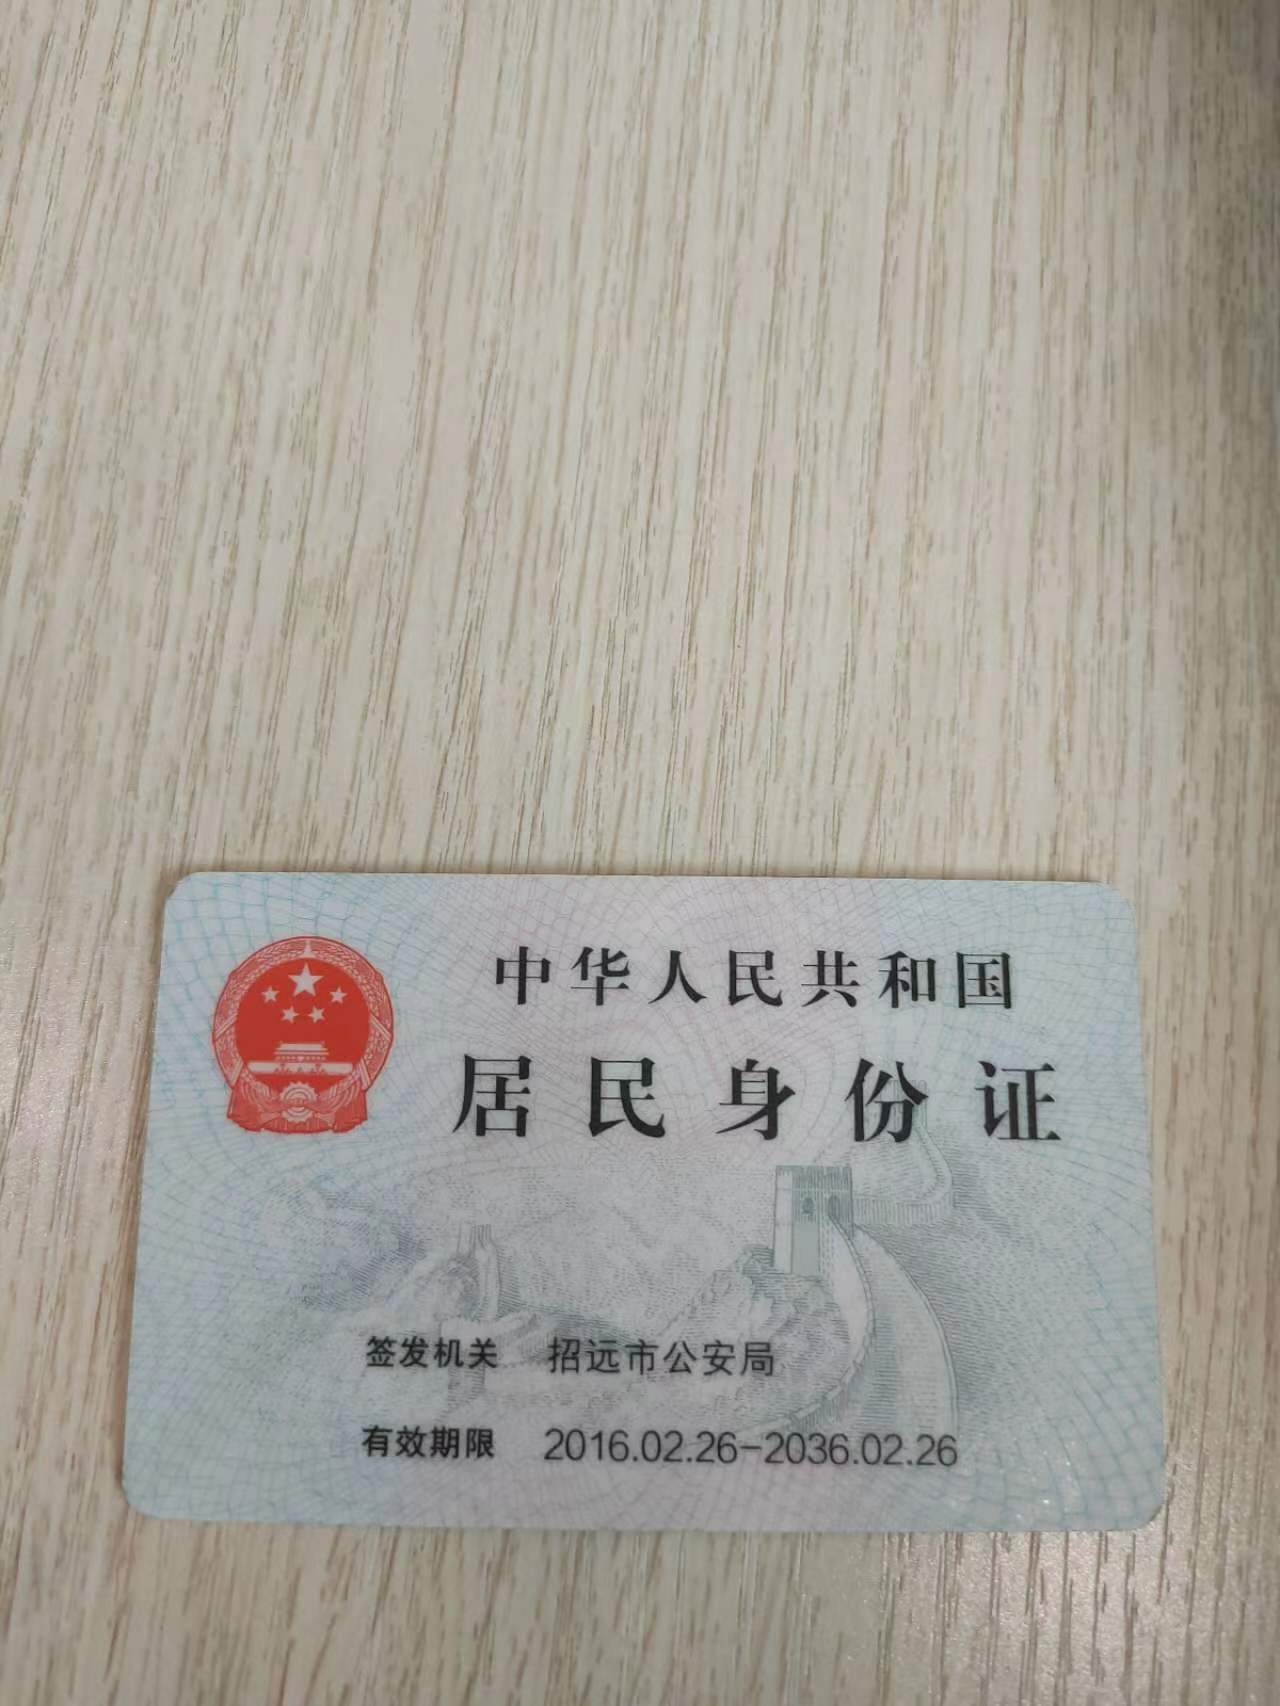 中华人民共和国
居民身份证
签发机关 招远市公安局
有效期限 2016.02.26-2036.02.26